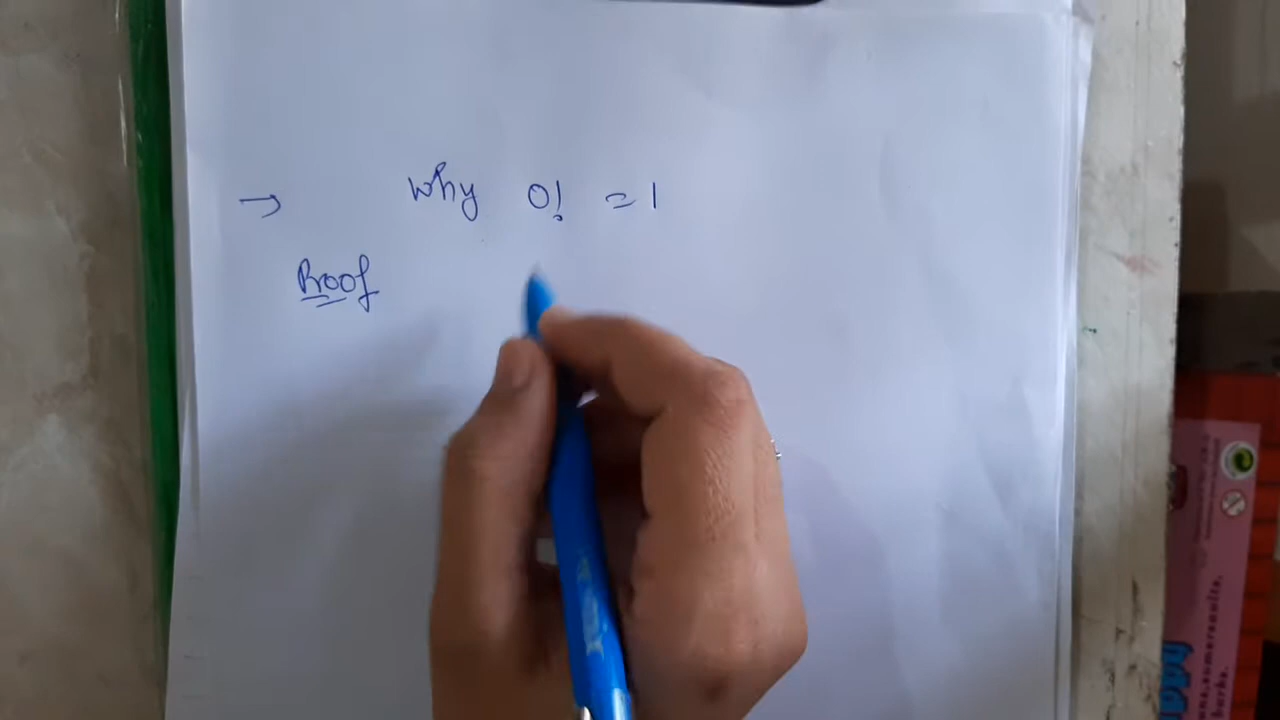 → Why 0! = 1
Proof